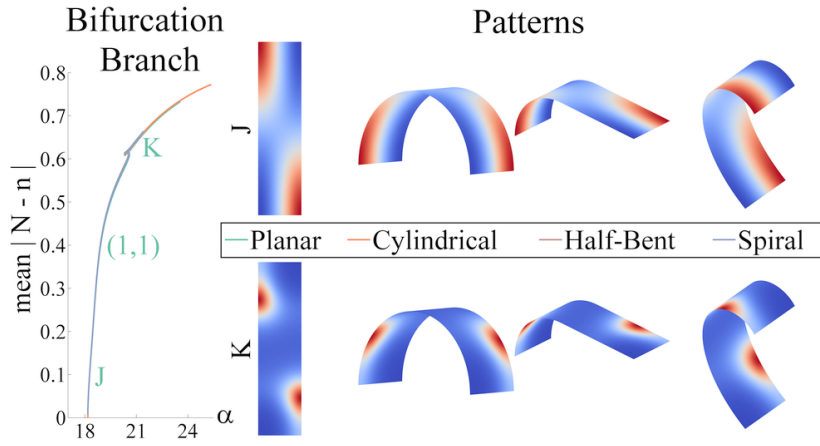 Bifurcation
Branch
Patterns
mean | N - n |
0.8
0.7
0.6
0.5
0.4
0.3
0.2
0.1
0
18
21
24
α
K
(1,1)
J
J
Planar
Cylindrical
Half-Bent
Spiral
K